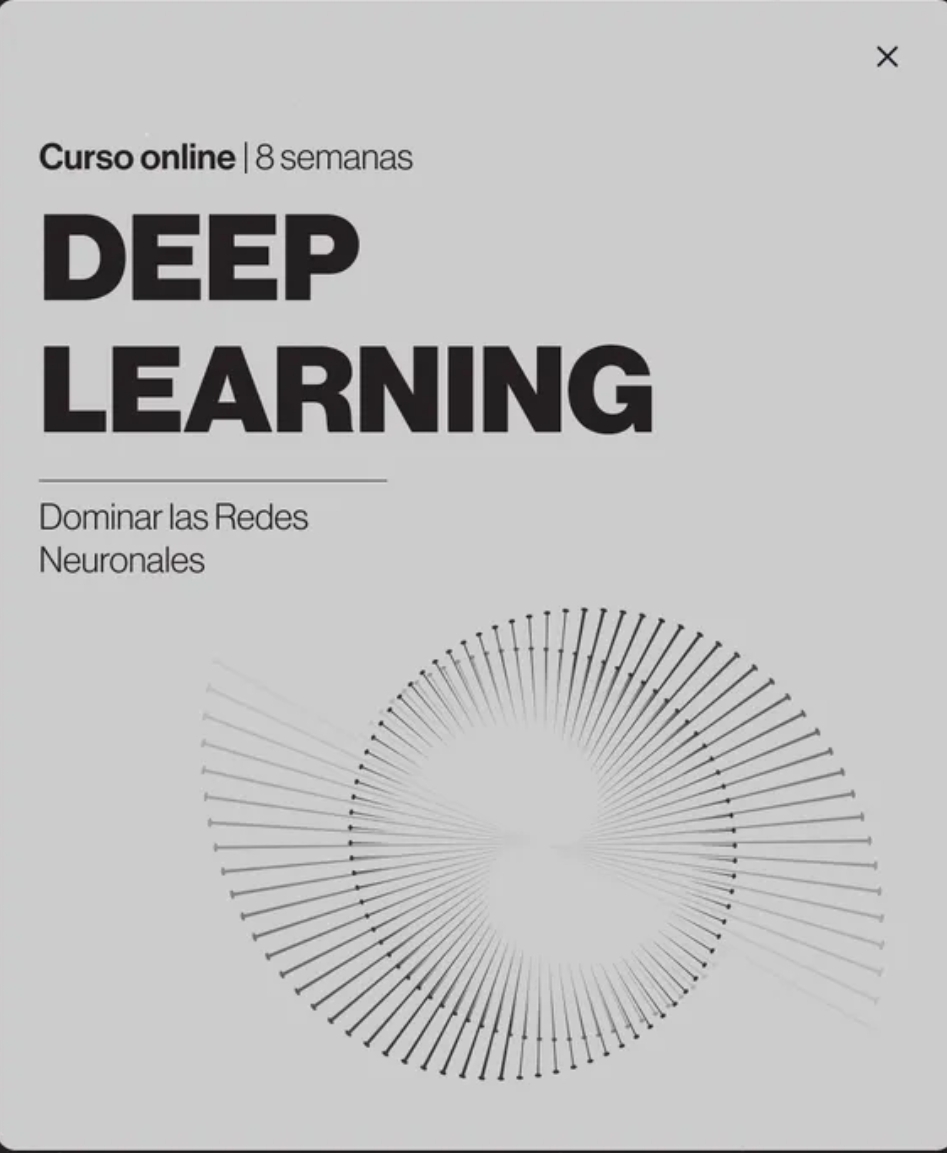 Curso online | 8 semanas
DEEP
LEARNING
Dominar las Redes
Neuronales